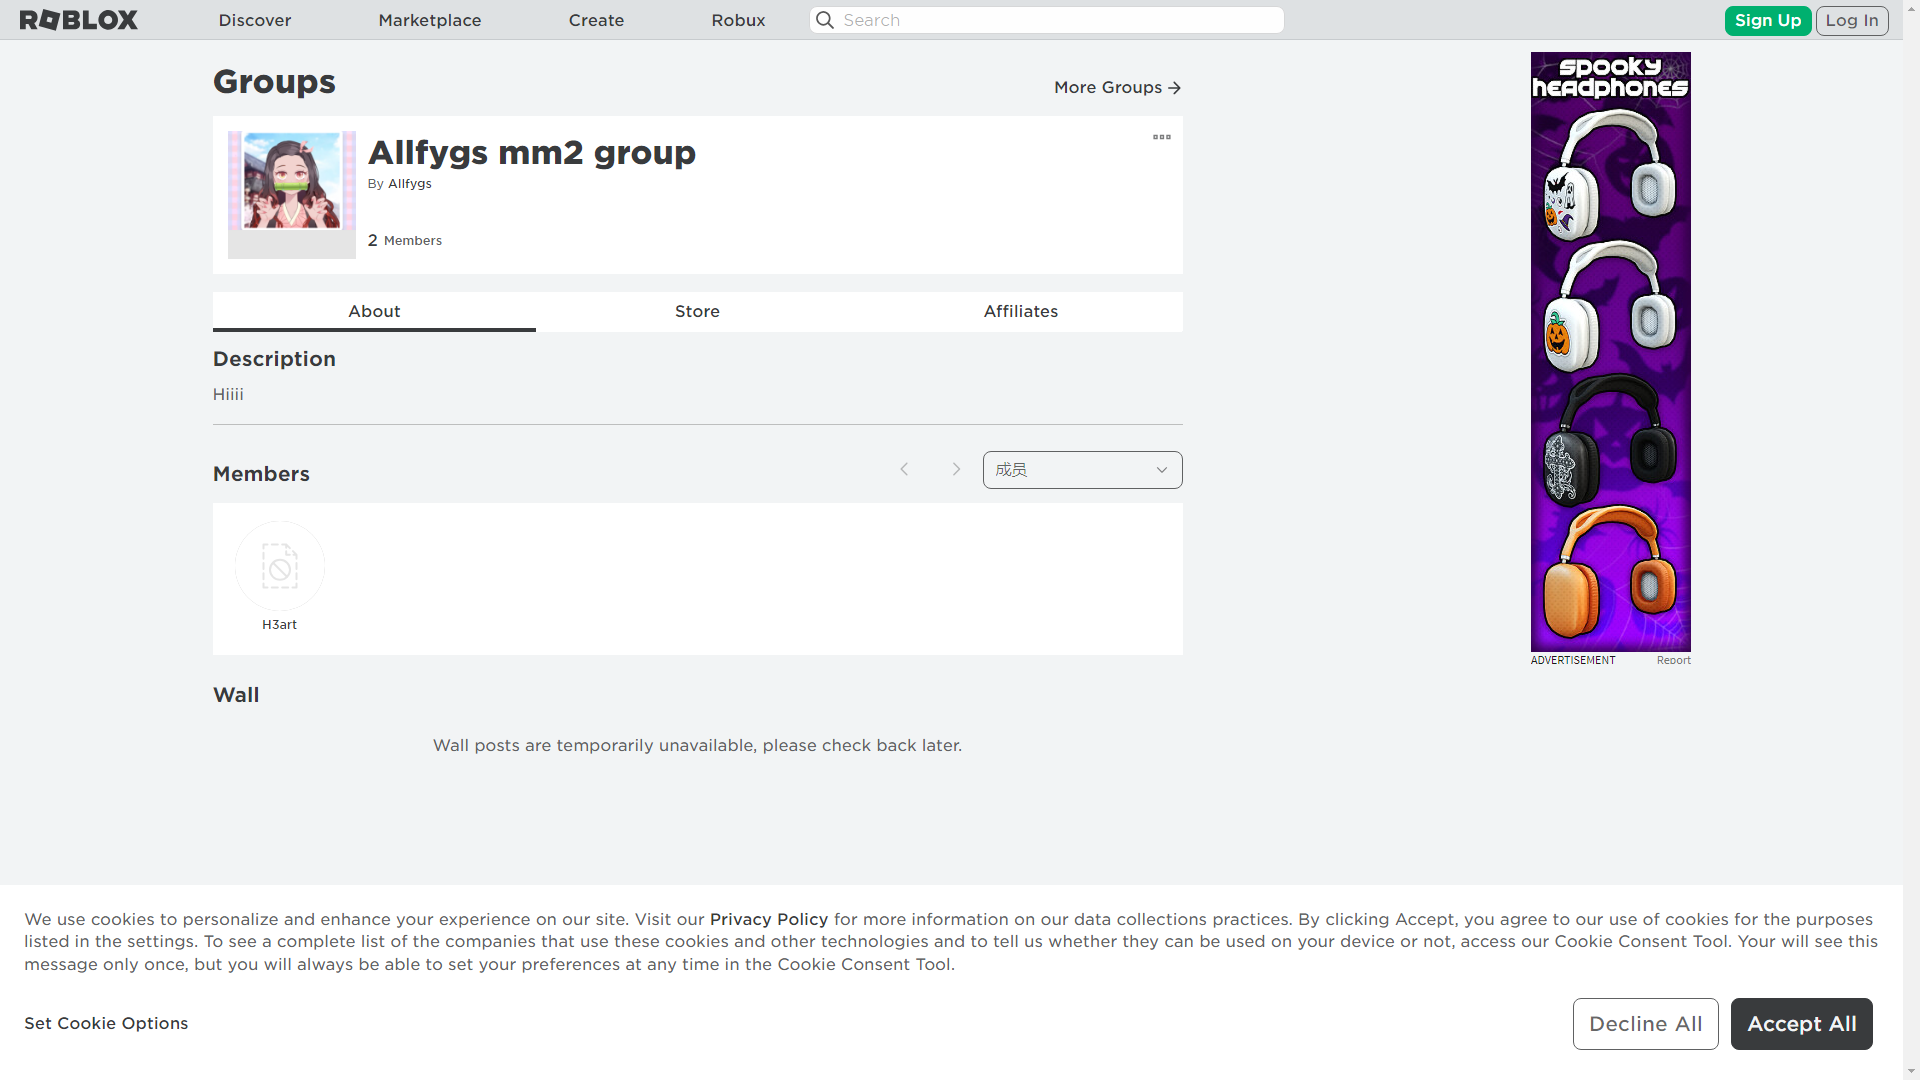 ROBLOX
Discover
Marketplace
Create
Robux
Search
Sign Up
Log In
Groups
More Groups
Allfygs mm2 group
By Allfygs
2 Members
About
Store
Affiliates
Description
Hiiii
Members
成员
H3art
Wall
Wall posts are temporarily unavailable, please check back later.
spooky
headphones
ADVERTISEMENT
Report
We use cookies to personalize and enhance your experience on our site. Visit our Privacy Policy for more information on our data collections practices. By clicking Accept, you agree to our use of cookies for the purposes
listed in the settings. To see a complete list of the companies that use these cookies and other technologies and to tell us whether they can be used on your device or not, access our Cookie Consent Tool. Your will see this
message only once, but you will always be able to set your preferences at any time in the Cookie Consent Tool.
Set Cookie Options
Decline All
Accept All